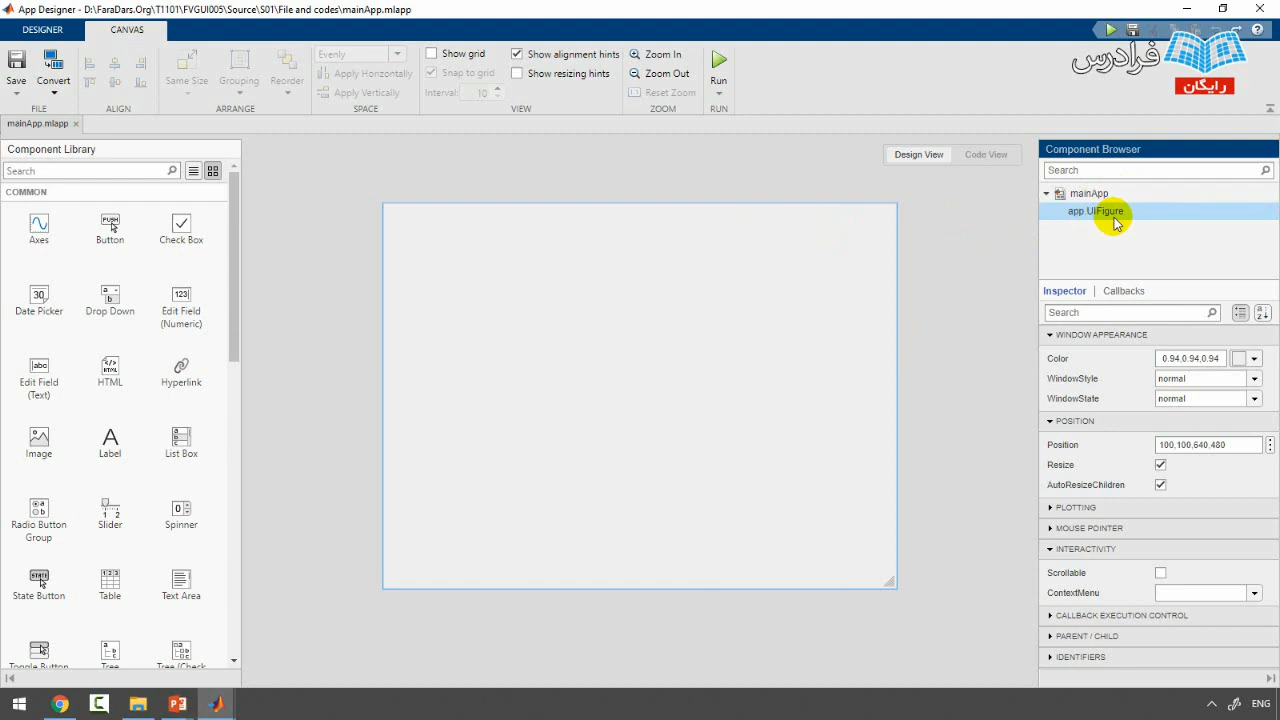 App Designer - D:\FaraDars.Org\T1101\FVGUI005\Source\S01\File and codes\mainApp.mlapp
DESIGNER
CANVAS
Save
Convert
FILE
ALIGN
Same Size
Grouping
Reorder
ARRANGE
Evenly
Apply Horizontally
Apply Vertically
SPACE
Show grid
Snap to grid
Interval:
10
Show alignment hints
Show resizing hints
VIEW
Zoom In
Zoom Out
Reset Zoom
ZOOM
Run
RUN
فرادرس
رایگان
mainApp.mlapp
Component Library
Search
COMMON
Axes
Button
Check Box
Date Picker
Drop Down
Edit Field
(Numeric)
Edit Field
(Text)
HTML
Hyperlink
Image
Label
List Box
Radio Button
Group
Slider
Spinner
State Button
Table
Text Area
Toggle Button
Tree
Tree (Check
Design View
Code View
Component Browser
Search
mainApp
app.UIFigure
Inspector
Callbacks
Search
WINDOW APPEARANCE
Color
0.94,0.94,0.94
WindowStyle
normal
WindowState
normal
POSITION
Position
100,100,640,480
Resize
AutoResizeChildren
PLOTTING
MOUSE POINTER
INTERACTIVITY
Scrollable
ContextMenu
CALLBACK EXECUTION CONTROL
PARENT / CHILD
IDENTIFIERS
ENG